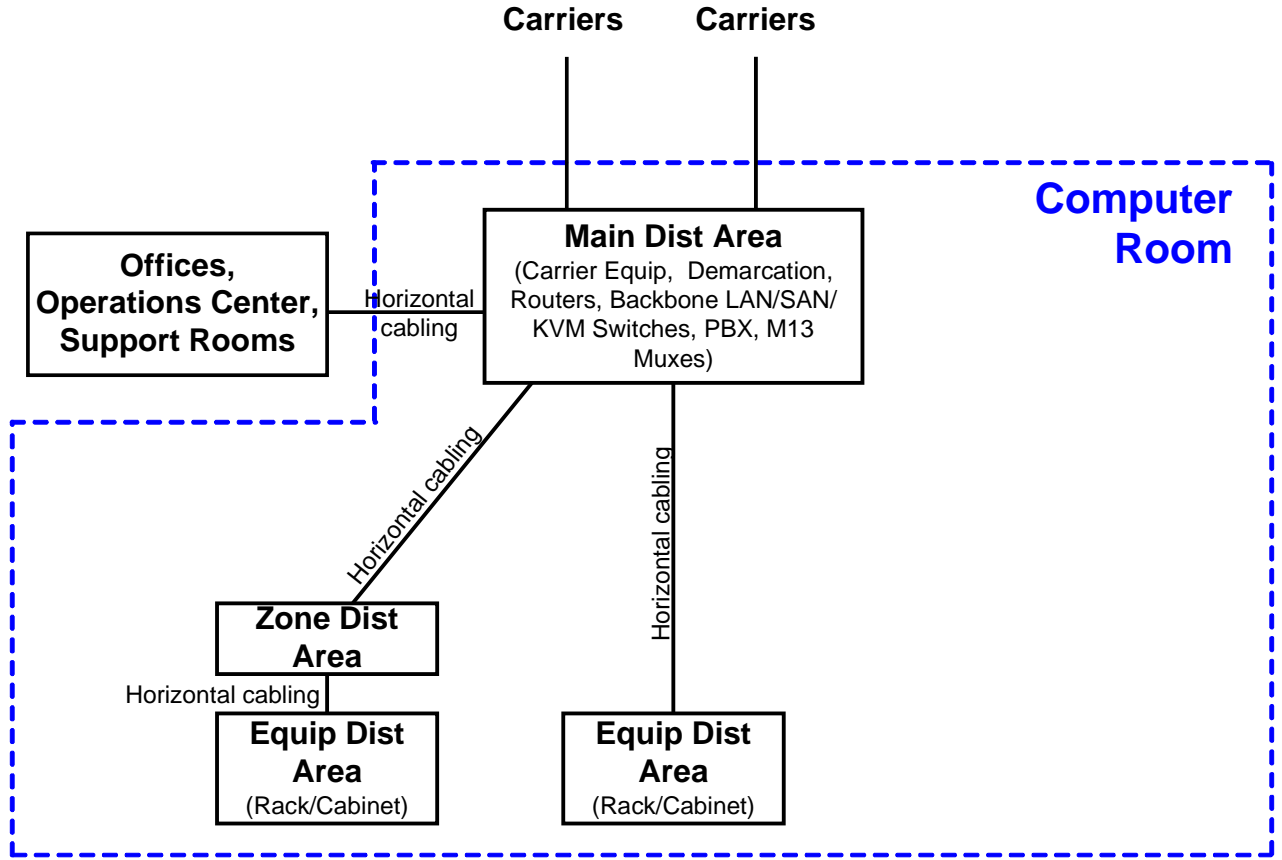 Carriers
Carriers
Computer
Room
Main Dist Area
(Carrier Equip, Demarcation,
Routers, Backbone LAN/SAN/
KVM Switches, PBX, M13
Muxes)
Offices,
Operations Center,
Support Rooms
Horizontal
cabling
Horizontal cabling
Horizontal cabling
Zone Dist
Area
Horizontal cabling
Equip Dist
Area
(Rack/Cabinet)
Equip Dist
Area
(Rack/Cabinet)